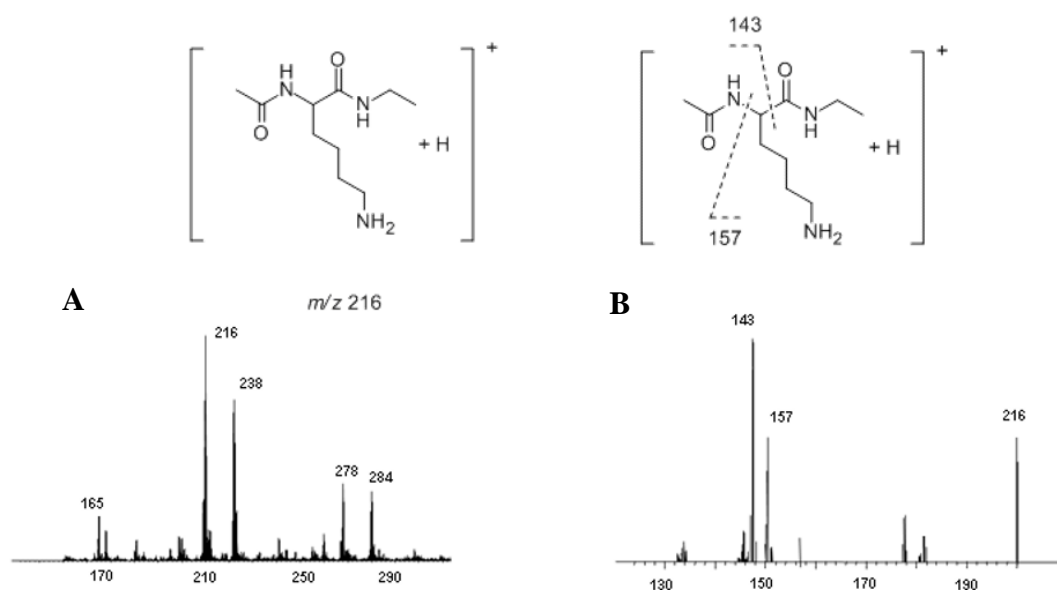 +
H
N
O
N
H
O
+ H
NH2
143
+
H
N
O
N
H
O
+ H
NH2
157
A
m/z 216
216
238
278
284
165
170
210
250
290
B
143
157
216
130
150
170
190